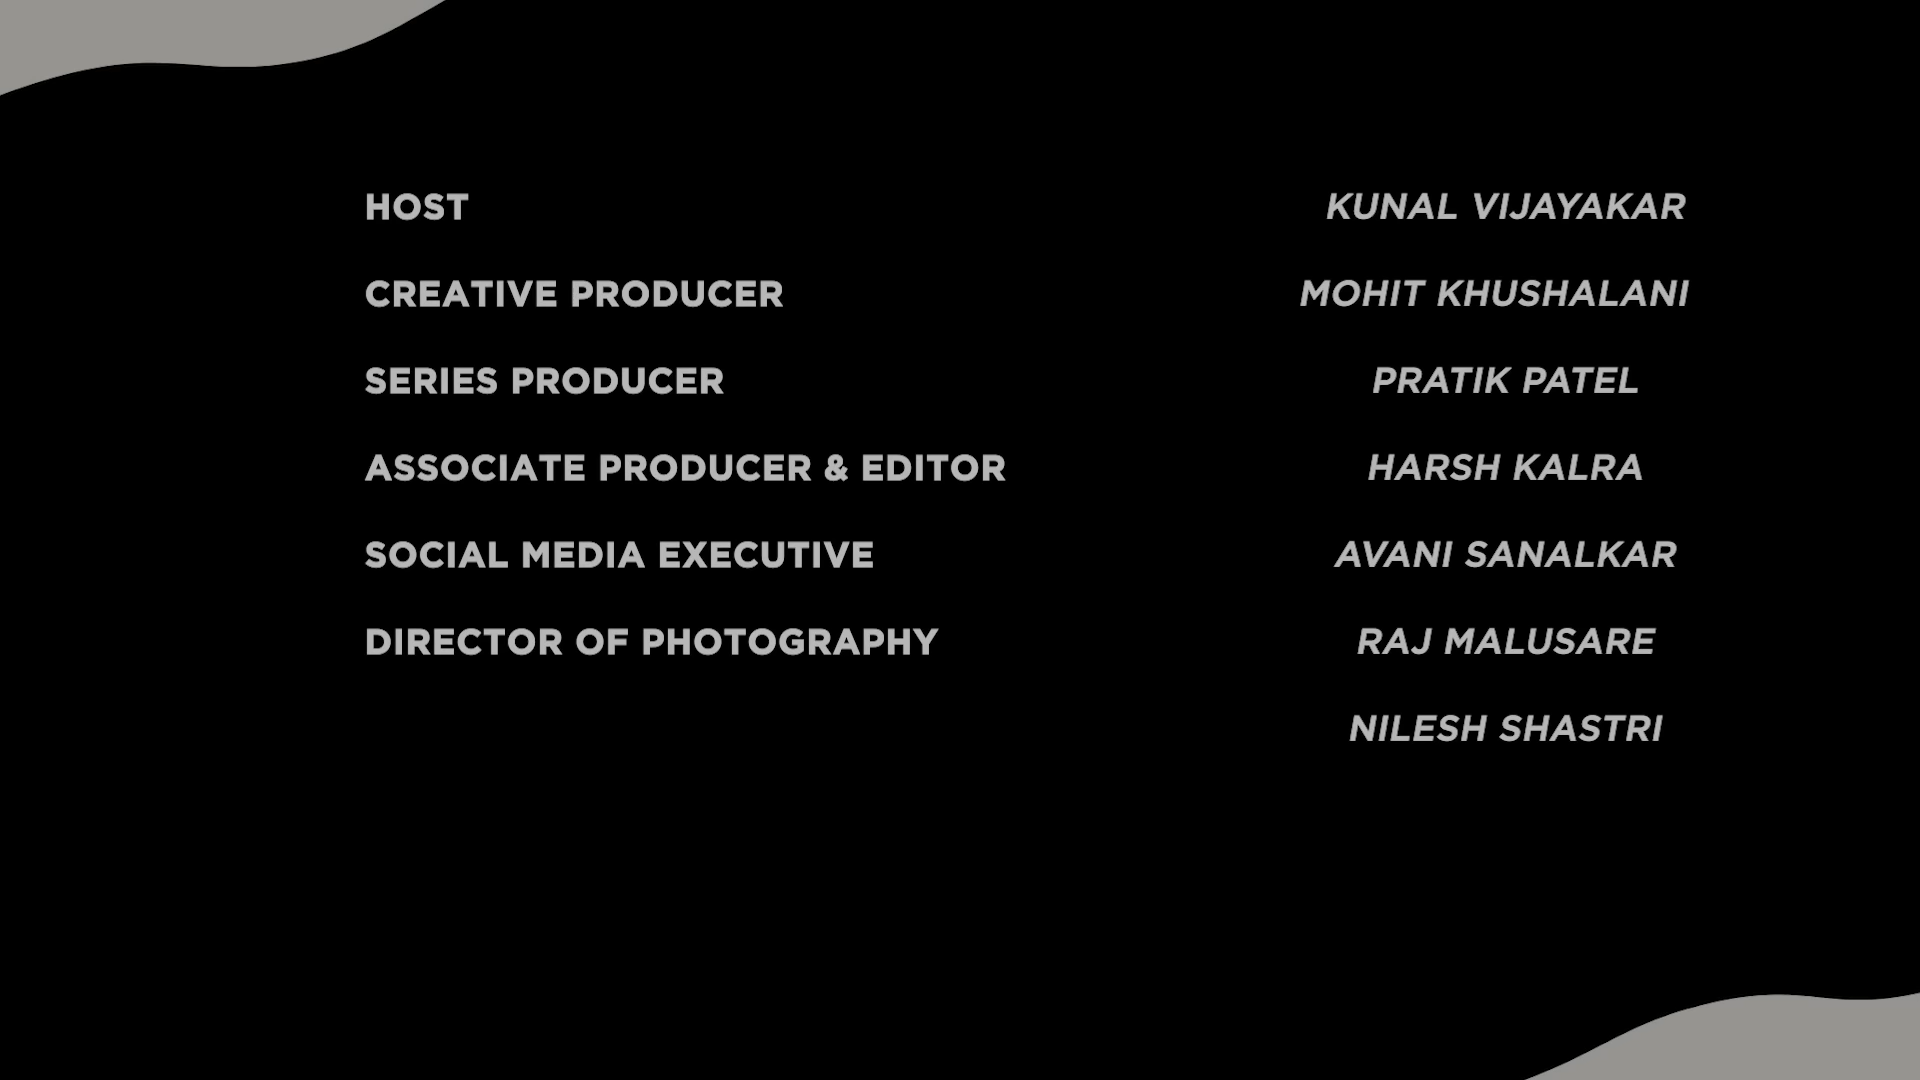 HOST KUNAL VIJAYAKAR
CREATIVE PRODUCER MOHIT KHUSHALANI
SERIES PRODUCER PRATIK PATEL
ASSOCIATE PRODUCER & EDITOR HARSH KALRA
SOCIAL MEDIA EXECUTIVE AVANI SANALKAR
DIRECTOR OF PHOTOGRAPHY RAJ MALUSARE
NILESH SHASTRI